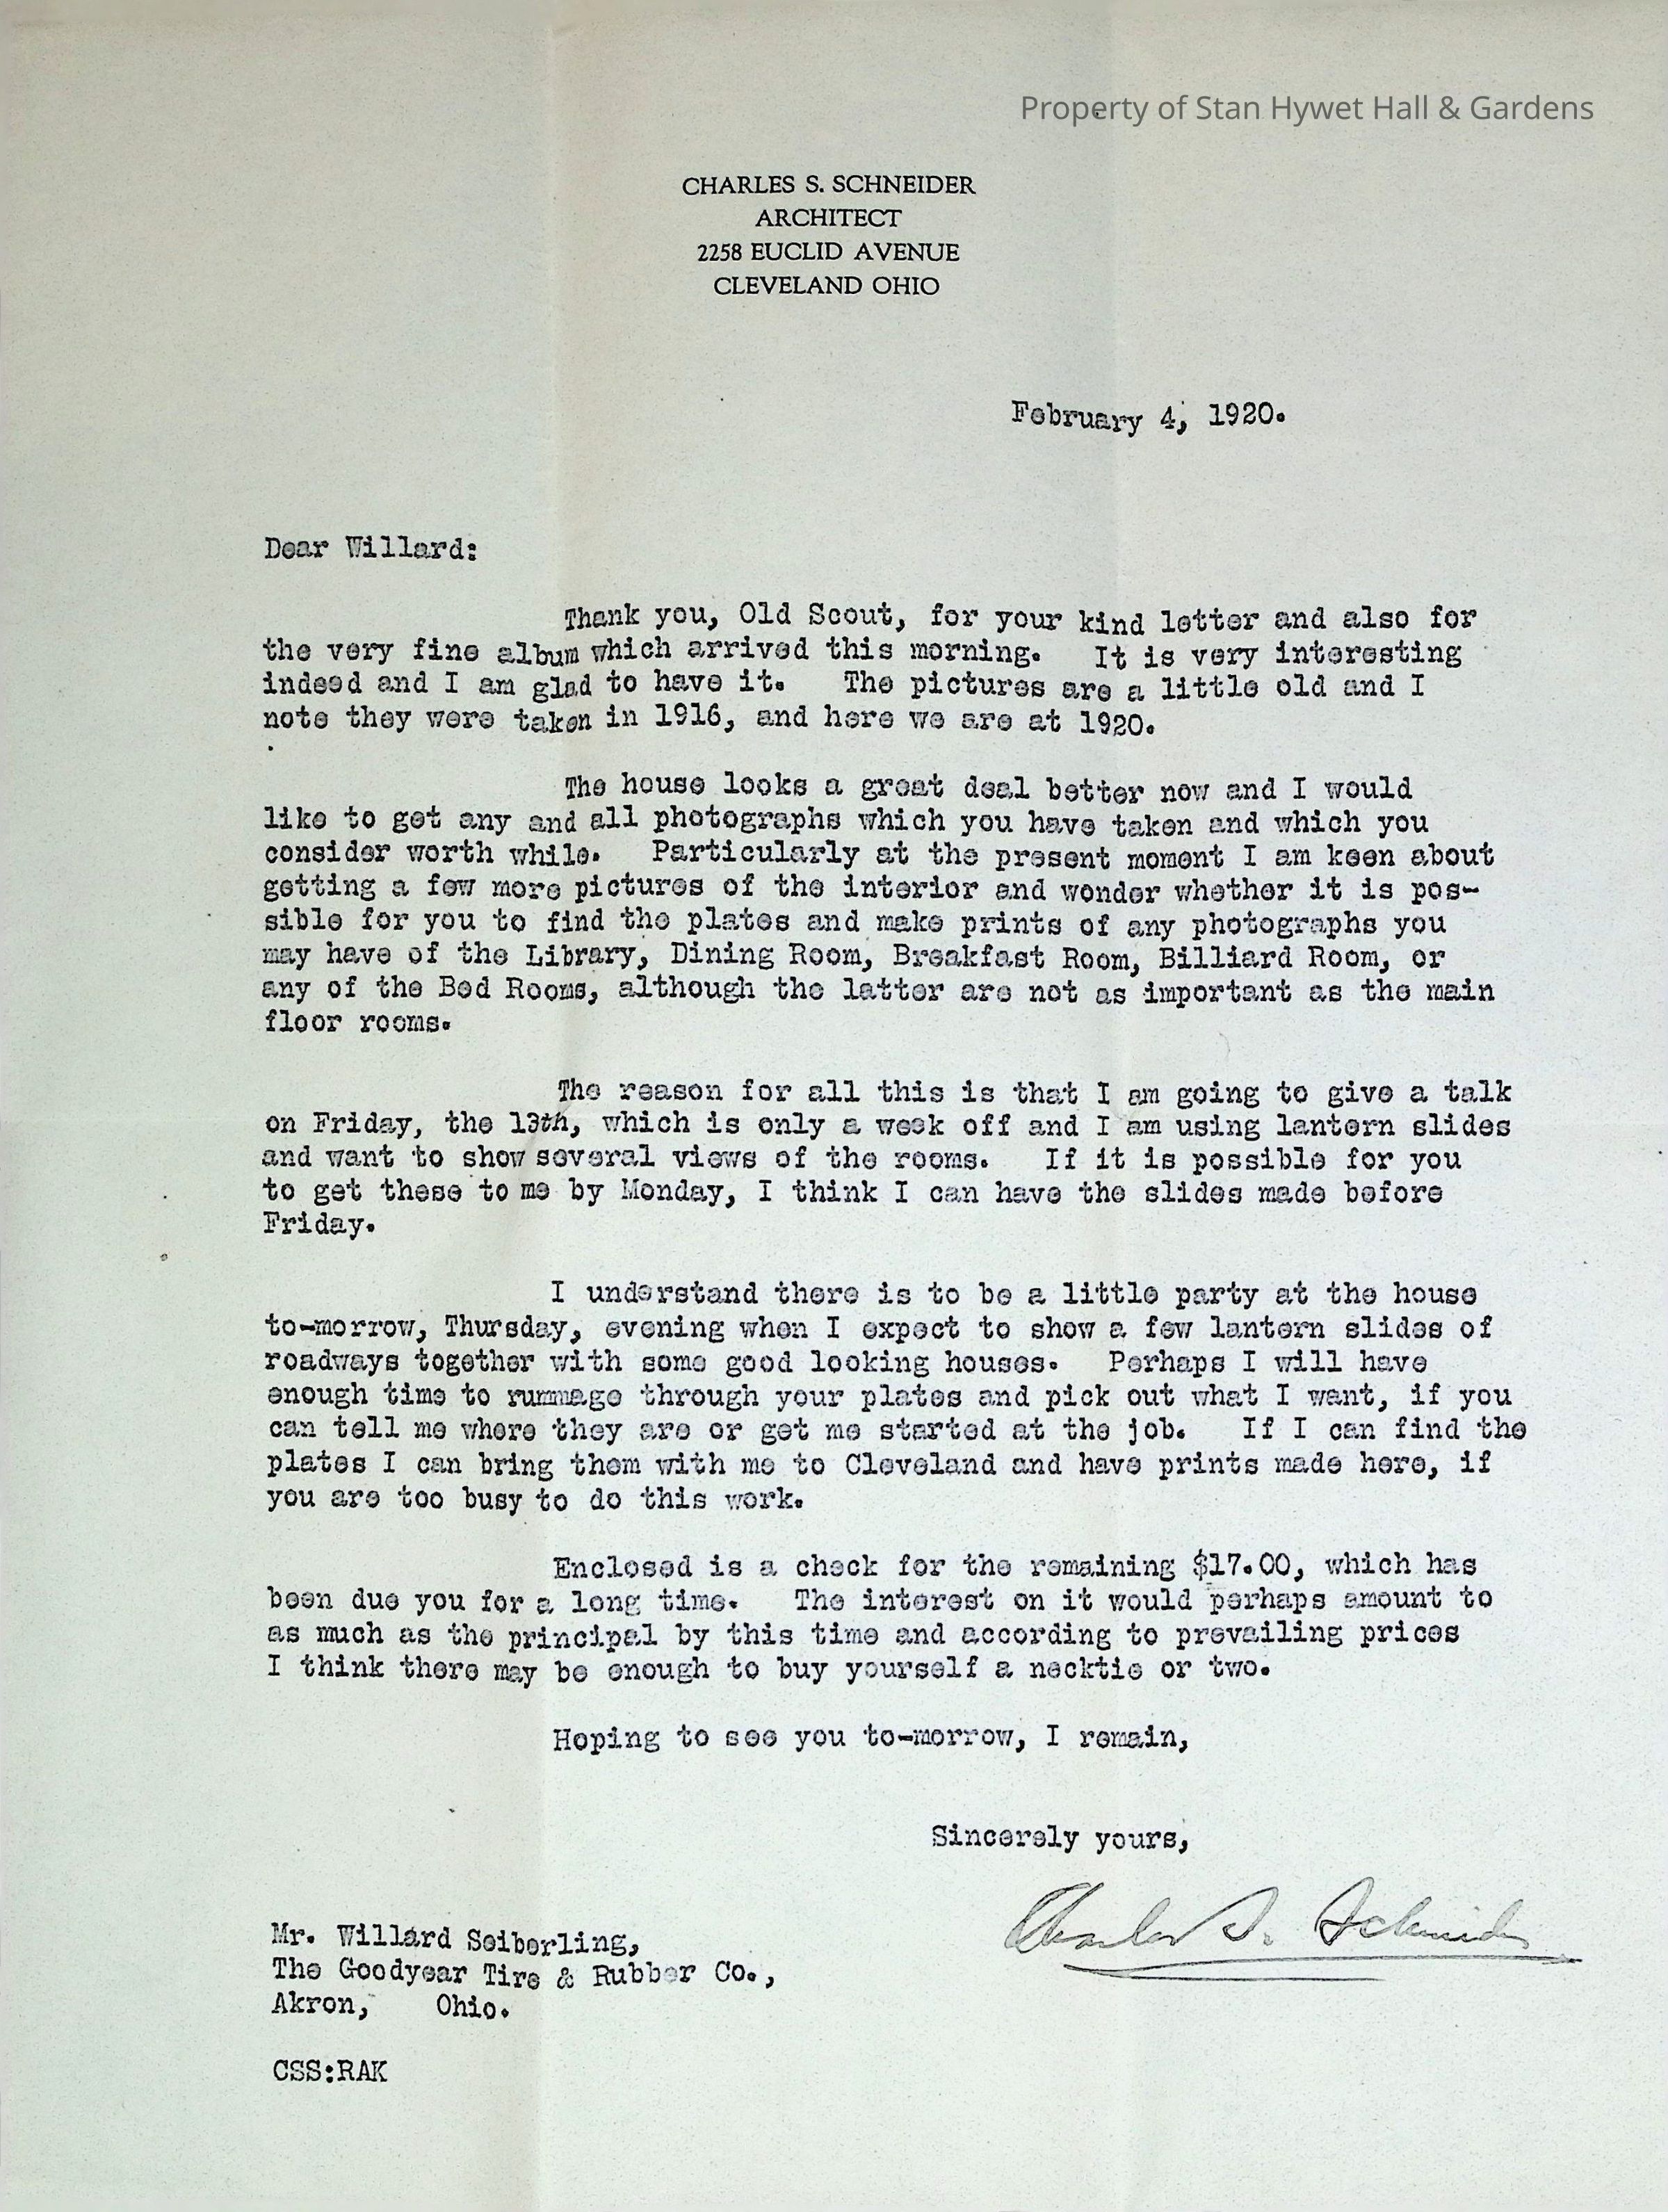 Property of Stan Hywet Hall & Gardens
CHARLES S. SCHNEIDER
ARCHITECT
2258 EUCLID AVENUE
CLEVELAND OHIO
February 4, 1920.
Dear Willard:
Thank you, Old Scout, for your kind letter and also for
the very fine album which arrived this morning. It is very interesting
indeed and I am glad to have it. The pictures are a little old and I
note they were taken in 1916, and here we are at 1920.
The house looks a great deal better now and I would
like to get any and all photographs which you have taken and which you
consider worth while. Particularly at the present moment I am keen about
getting a few more pictures of the interior and wonder whether it is pos-
sible for you to find the plates and make prints of any photographs you
may have of the Library, Dining Room, Breakfast Room, Billiard Room, or
any of the Bed Rooms, although the latter are not as important as the main
floor rooms.
The reason for all this is that I am going to give a talk
on Friday, the 13th, which is only a week off and I am using lantern slides
and want to show several views of the rooms. If it is possible for you
to get these to me by Monday, I think I can have the slides made before
Friday.
I understand there is to be a little party at the house
to-morrow, Thursday, evening when I expect to show a few lantern slides of
roadways together with some good looking houses. Perhaps I will have
enough time to rummage through your plates and pick out what I want, if you
can tell me where they are or get me started at the job. If I can find the
plates I can bring them with me to Cleveland and have prints made here, if
you are too busy to do this work.
Enclosed is a check for the remaining $17.00, which has
been due you for a long time. The interest on it would perhaps amount to
as much as the principal by this time and according to prevailing prices
I think there may be enough to buy yourself a necktie or two.
Hoping to see you to-morrow, I remain,
Sincerely yours,
Charles S. Schneider
Mr. Willard Seiberling,
The Goodyear Tire & Rubber Co.,
Akron, Ohio.
CSS:RAK